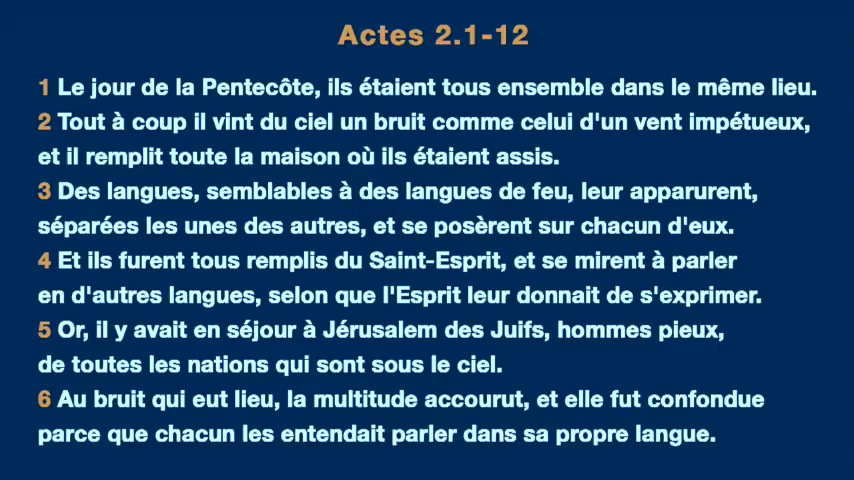 Actes 2.1-12
1 Le jour de la Pentecôte, ils étaient tous ensemble dans le même lieu.
2 Tout à coup il vint du ciel un bruit comme celui d'un vent impétueux,
et il remplit toute la maison où ils étaient assis.
3 Des langues, semblables à des langues de feu, leur apparurent,
séparées les unes des autres, et se posèrent sur chacun d'eux.
4 Et ils furent tous remplis du Saint-Esprit, et se mirent à parler
en d'autres langues, selon que l'Esprit leur donnait de s'exprimer.
5 Or, il y avait en séjour à Jérusalem des Juifs, hommes pieux,
de toutes les nations qui sont sous le ciel.
6 Au bruit qui eut lieu, la multitude accourut, et elle fut confondue
parce que chacun les entendait parler dans sa propre langue.